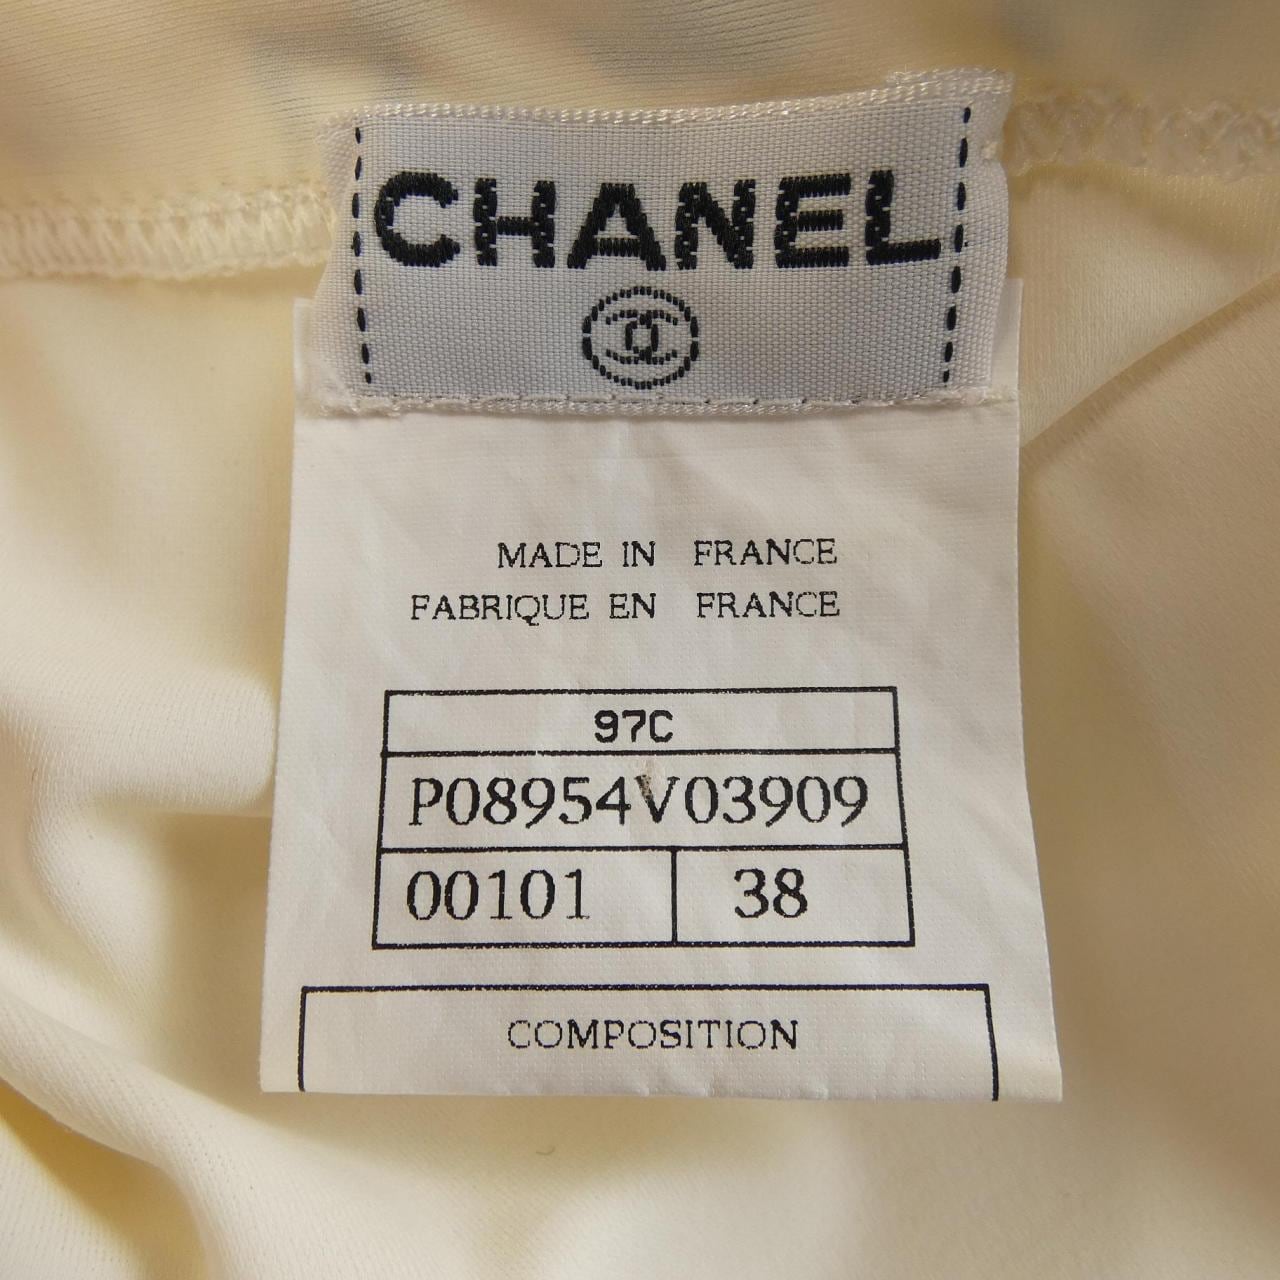 CHANEL
MADE IN FRANCE
FABRIQUE EN FRANCE
97C
P08954V03909
00101 38
COMPOSITION